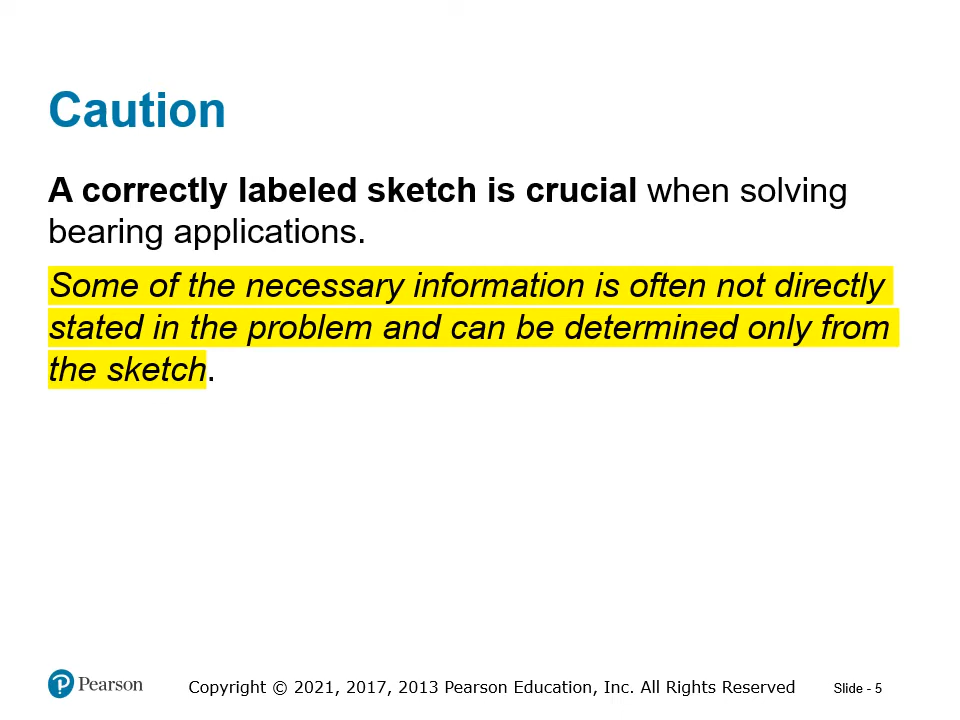 Caution
A correctly labeled sketch is crucial when solving
bearing applications.
Some of the necessary information is often not directly
stated in the problem and can be determined only from
the sketch.
Pearson
Copyright © 2021, 2017, 2013 Pearson Education, Inc. All Rights Reserved
Slide - 5